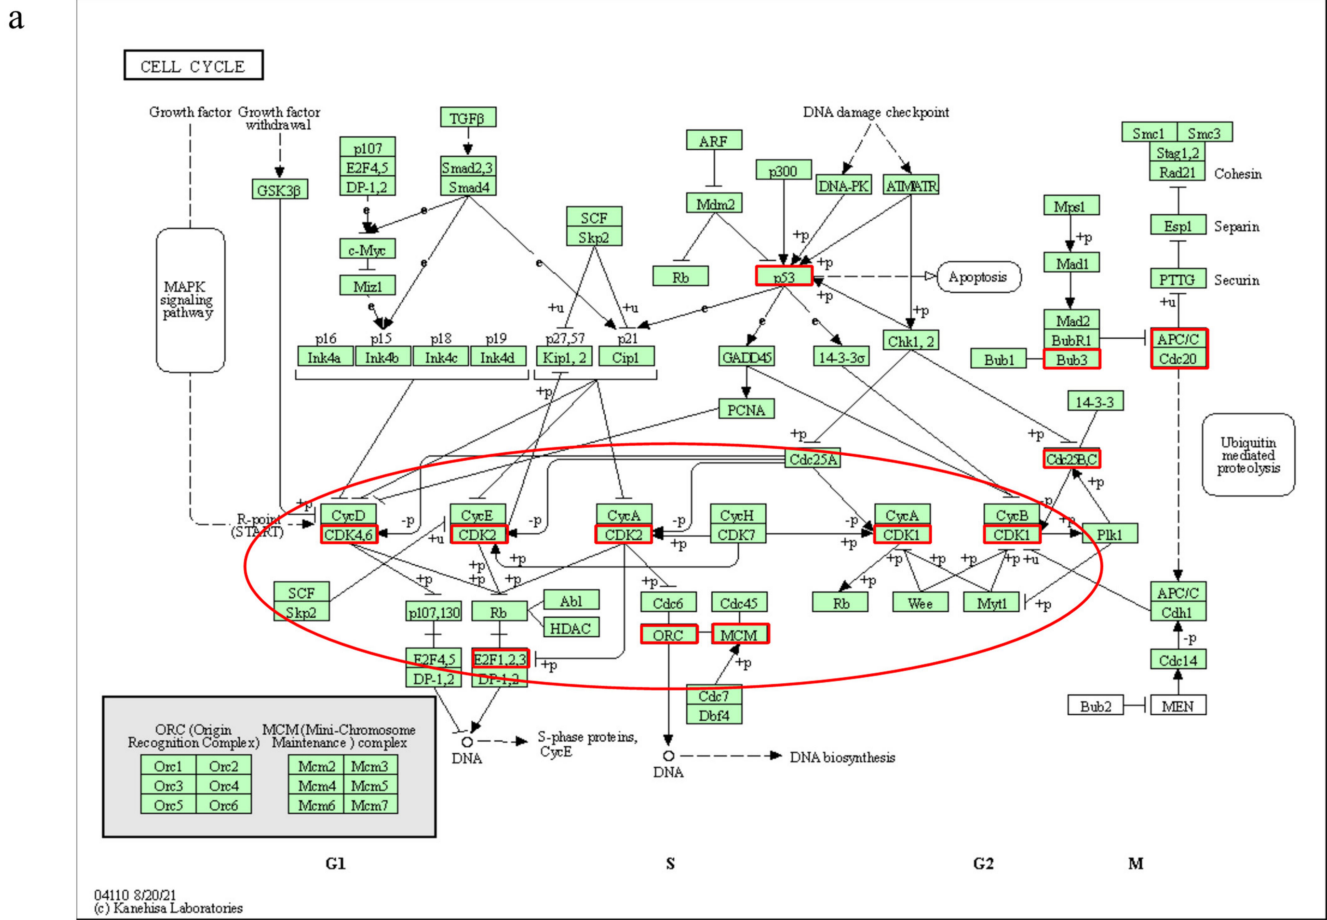 a
CELL CYCLE
Growth factor
Growth factor
withdrawal
TGFβ
DNA damage checkpoint
Smc1 Smc3
Stag1,2
Rad21
Cohesin
p107
E2F4,5
DP-1,2
Smad2,3
Smad4
ARF
p300
DNA-PK
ATMATR
GSK3β
Mdm2
Mps1
Esp1
Separin
SCF
Skp2
+p
+p
+p
e
e
c-Myc
Mad1
Rb
p53
Apoptosis
PTTG
Securin
MAPK
signaling
pathway
Miz1
e
e
e
+u
+u
+p
+p
+u
e
e
e
Mad2
BubR1
Bub3
Bub1
APC/C
Cdc20
p16
Ink4a
p15
Ink4b
p18
Ink4c
p19
Ink4d
p27,57
Kip1, 2
p21
Cip1
GADD45
14-3-3σ
Chk1, 2
+p
PCNA
14-3-3
Ubiquitin
mediated
proteolysis
+p
+p
Cdc25A
Cdc25B,C
R-point
(START)
+p
CycD
CDK4,6
-p
CycE
CDK2
-p
CycA
CDK2
-p
+p
CycH
CDK7
-p
+p
CycA
CDK1
CycB
CDK1
-p
+p
+p
Plk1
+u
+p
+p
+p
+p
+p
+p
+p
+p
+u
SCF
Skp2
p107,130
Rb
Abl
HDAC
Cdc6
Cdc45
Rb
Wee
Myt1
+p
APC/C
Cdh1
ORC
MCM
E2F4,5
DP-1,2
E2F1,2,3
DP-1,2
+p
+p
-p
Cdc14
Cdc7
Dbf4
Bub2
MEN
ORC (Origin
Recognition Complex)
MCM (Mini-Chromosome
Maintenance ) complex
Orc1 Orc2
Orc3 Orc4
Orc5 Orc6
Mcm2 Mcm3
Mcm4 Mcm5
Mcm6 Mcm7
DNA
S-phase proteins,
CycE
DNA
DNA biosynthesis
G1
S
G2
M
04110 8/20/21
(c) Kanehisa Laboratories